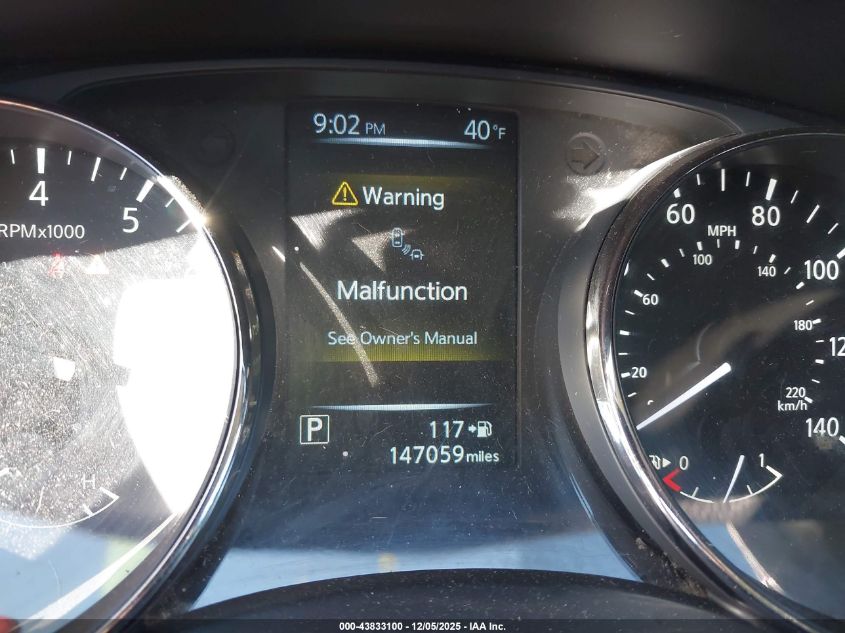 9:02 PM 40°F
Warning
Malfunction
See Owner's Manual
P
117
147059 miles
4
5
RPMx1000
H
MPH
60
80
100
140
20
60
100
140
180
220
km/h
0
1
000-43833100 - 12/05/2025 - IAA Inc.